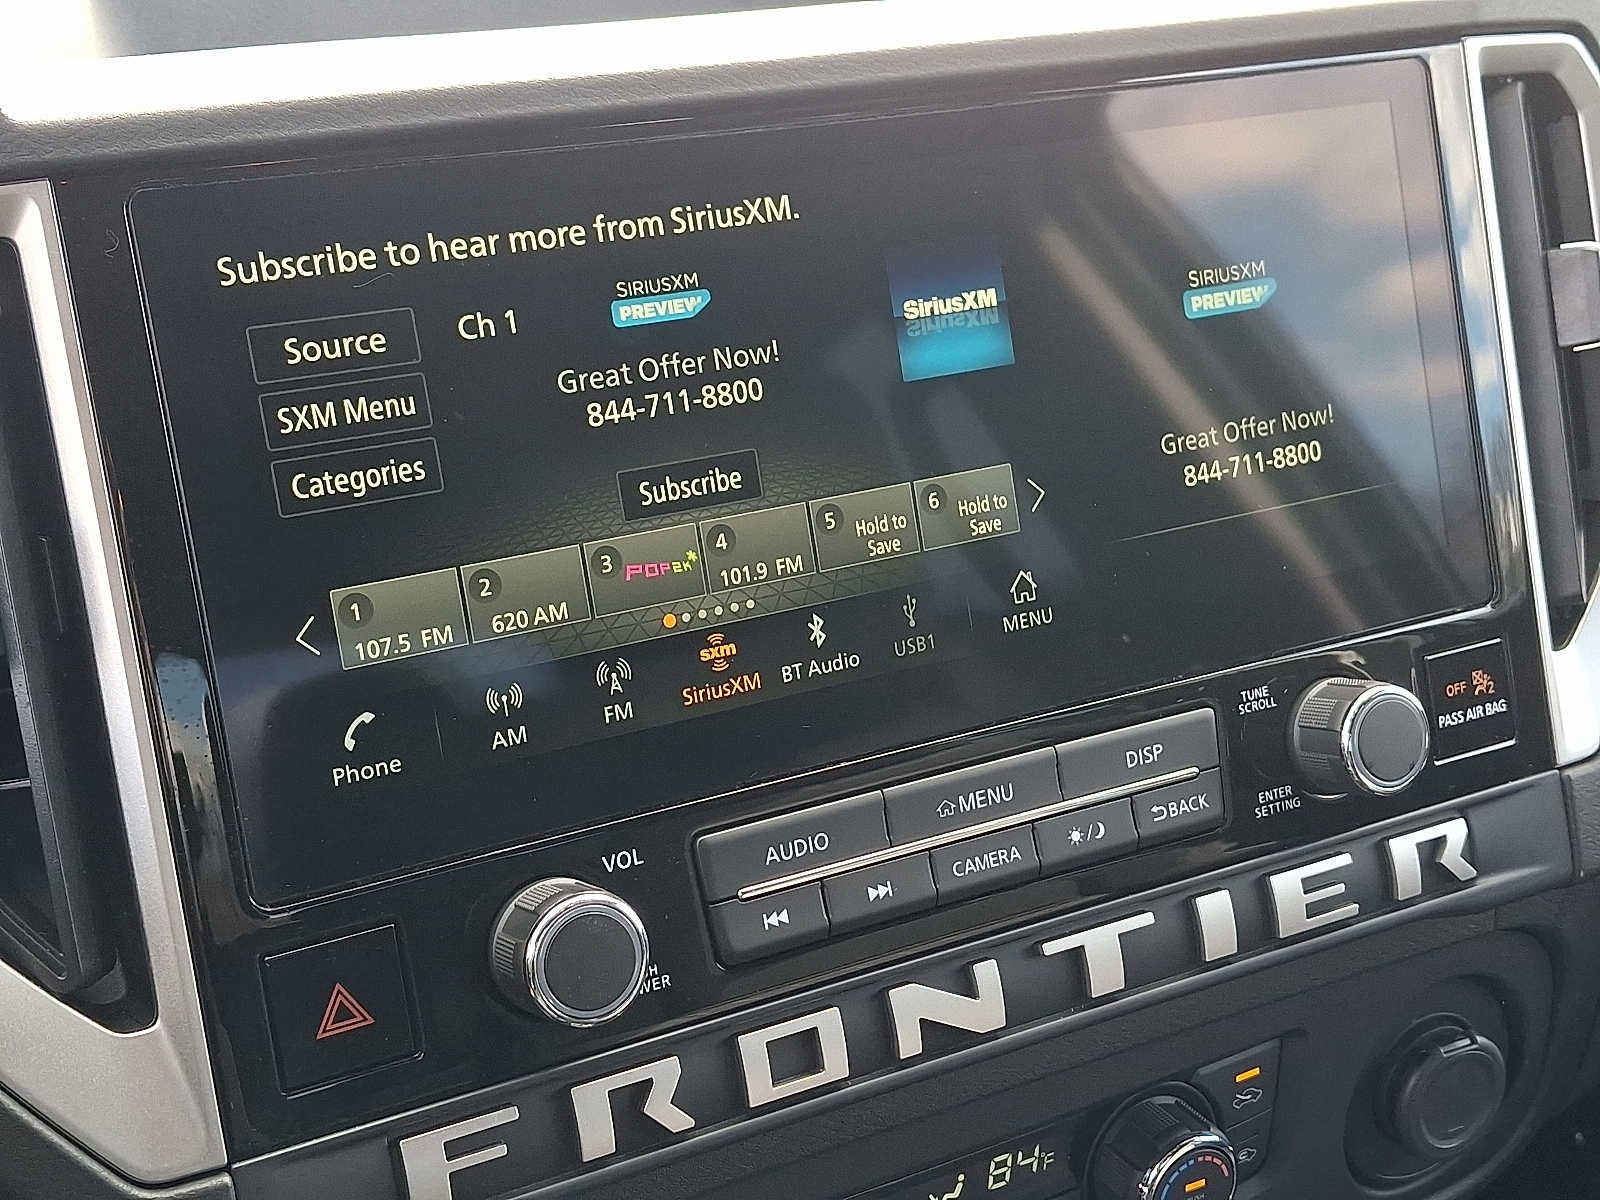 Subscribe to hear more from SiriusXM.
Source
Ch 1
SIRIUSXM
PREVIEW
SiriusXM
SIRIUSXM
PREVIEW
SXM Menu
Great Offer Now!
844-711-8800
Great Offer Now!
844-711-8800
Categories
Subscribe
1
107.5 FM
2
620 AM
3
POP2K*
4
101.9 FM
5
Hold to
Save
6
Hold to
Save
Phone
AM
FM
sxm
SiriusXM
BT Audio
USB1
MENU
TUNE
SCROLL
OFF
2
PASS AIR BAG
ENTER
SETTING
VOL
AUDIO
MENU
DISP
CAMERA
BACK
FRONTIER
84°F